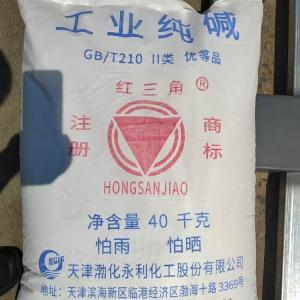 工业纯碱
GB/T210 II类 优等品
红三角 ®
注册 商标
HONGSANJIAO
净含量 40 千克
怕雨 怕晒
天津渤化永利化工股份有限公司
地址：天津滨海新区临港经济区渤海十路3369号